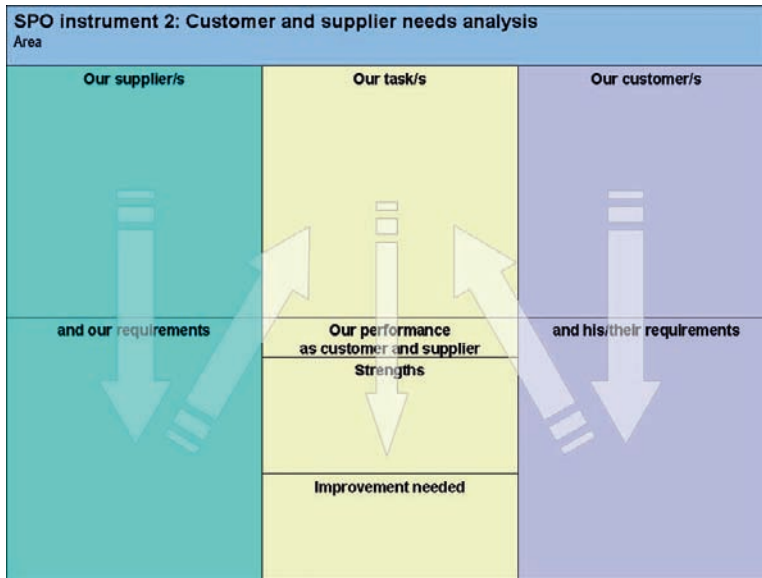 SPO instrument 2: Customer and supplier needs analysis
Area
Our supplier/s
Our task/s
Our customer/s
and our requirements
Our performance
as customer and supplier
and his/their requirements
Strengths
Improvement needed